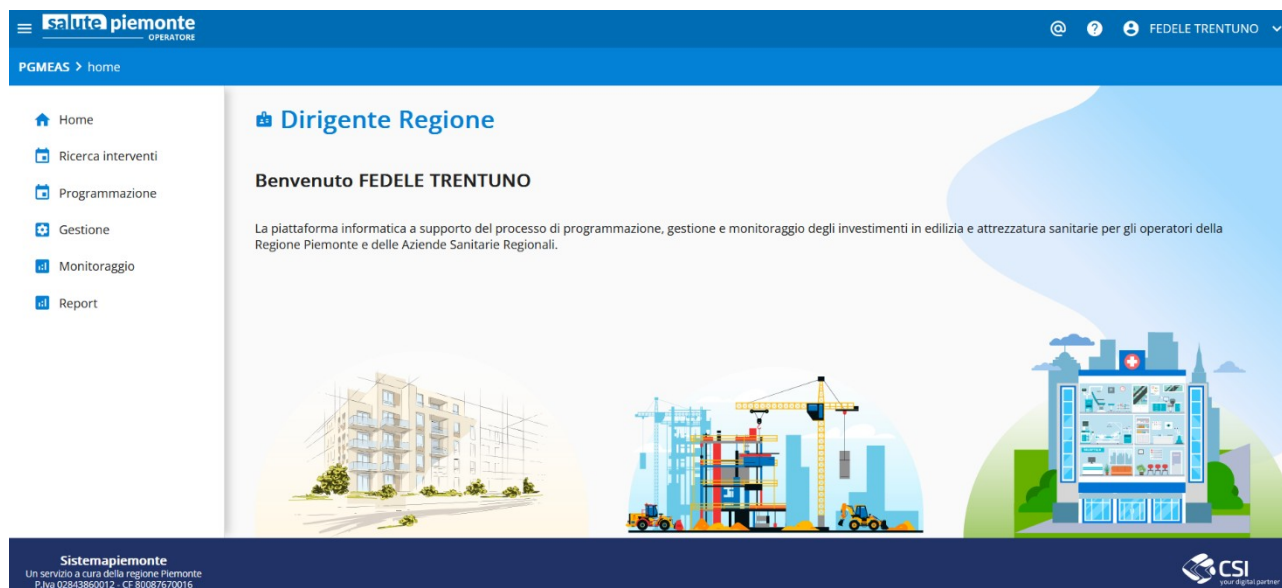 salute piemonte
OPERATORE
FEDELE TRENTUNO
PGMEAS > home
Home
Ricerca interventi
Programmazione
Gestione
Monitoraggio
Report
Dirigente Regione
Benvenuto FEDELE TRENTUNO
La piattaforma informatica a supporto del processo di programmazione, gestione e monitoraggio degli investimenti in edilizia e attrezzatura sanitarie per gli operatori della
Regione Piemonte e delle Aziende Sanitarie Regionali.
Sistemapiemonte
Un servizio a cura della regione Piemonte
P.Iva 02843860012 - CF 80087670016
CSI
your digital partner